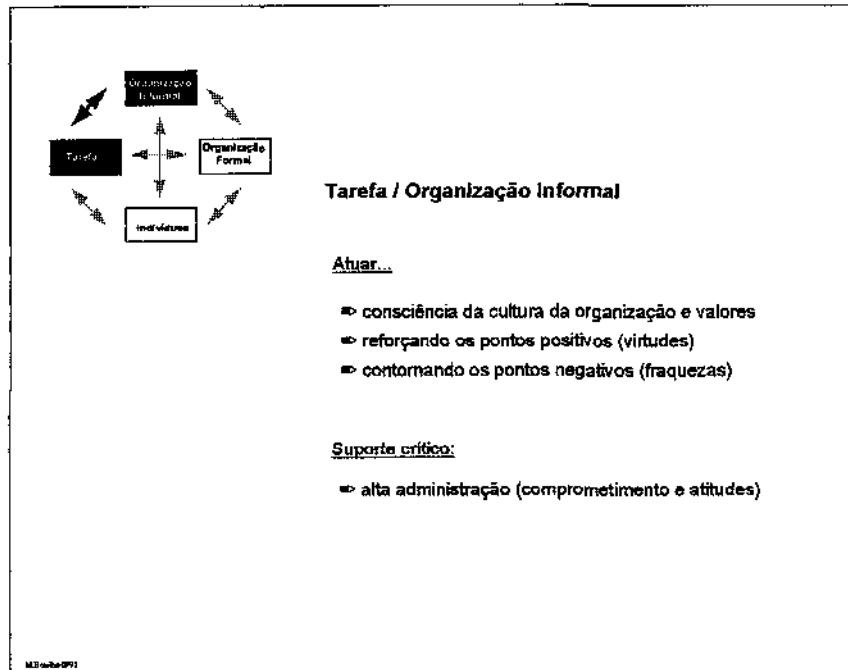 Organização
Informal
Tarefa
Organização
Formal
Indivíduos
Tarefa / Organização Informal
Atuar...
➨ consciência da cultura da organização e valores
➨ reforçando os pontos positivos (virtudes)
➨ contornando os pontos negativos (fraquezas)
Suporte crítico:
➨ alta administração (comprometimento e atitudes)